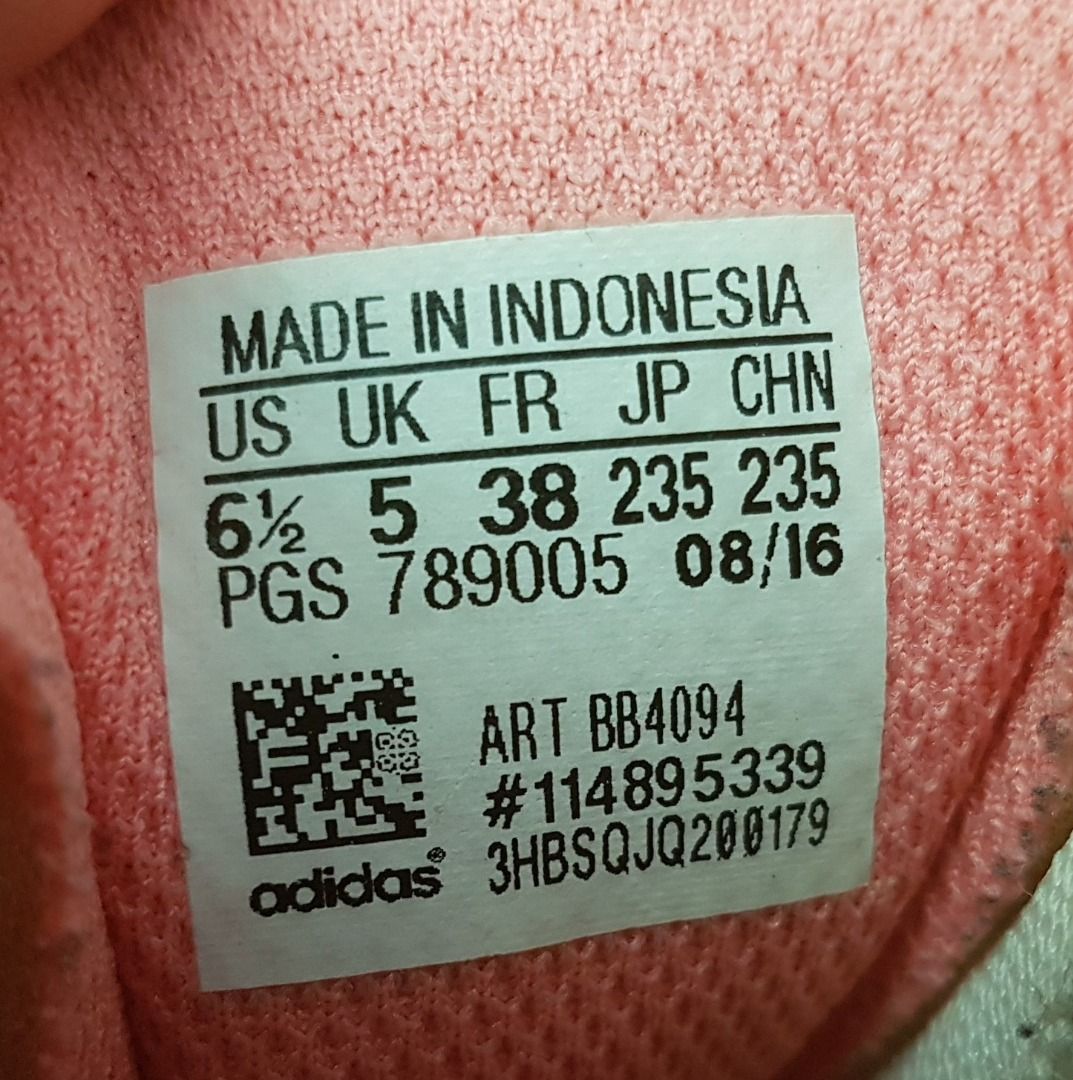 MADE IN INDONESIA
US UK FR JP CHN
6½ 5 38 235 235
PGS 789005 08/16
ART BB4094
#114895339
3HBSQJQ200179
adidas®